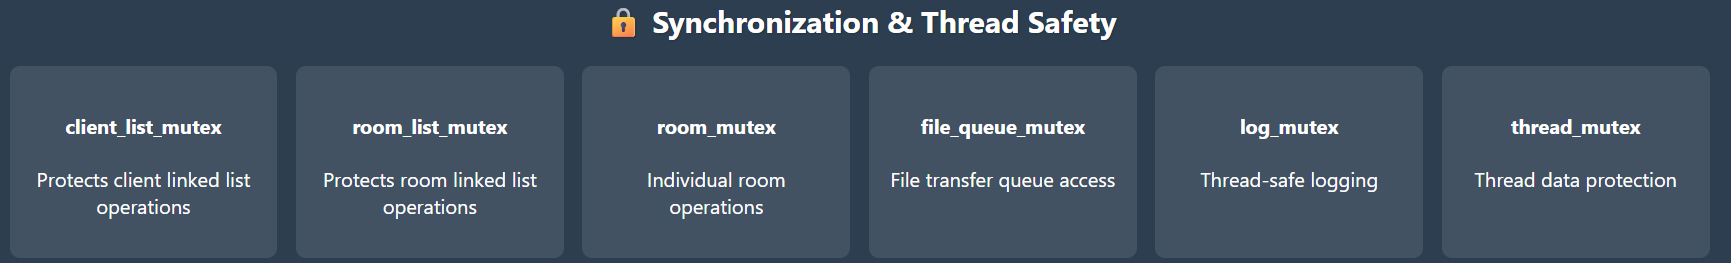 🔒 Synchronization & Thread Safety
client_list_mutex
Protects client linked list
operations
room_list_mutex
Protects room linked list
operations
room_mutex
Individual room
operations
file_queue_mutex
File transfer queue access
log_mutex
Thread-safe logging
thread_mutex
Thread data protection